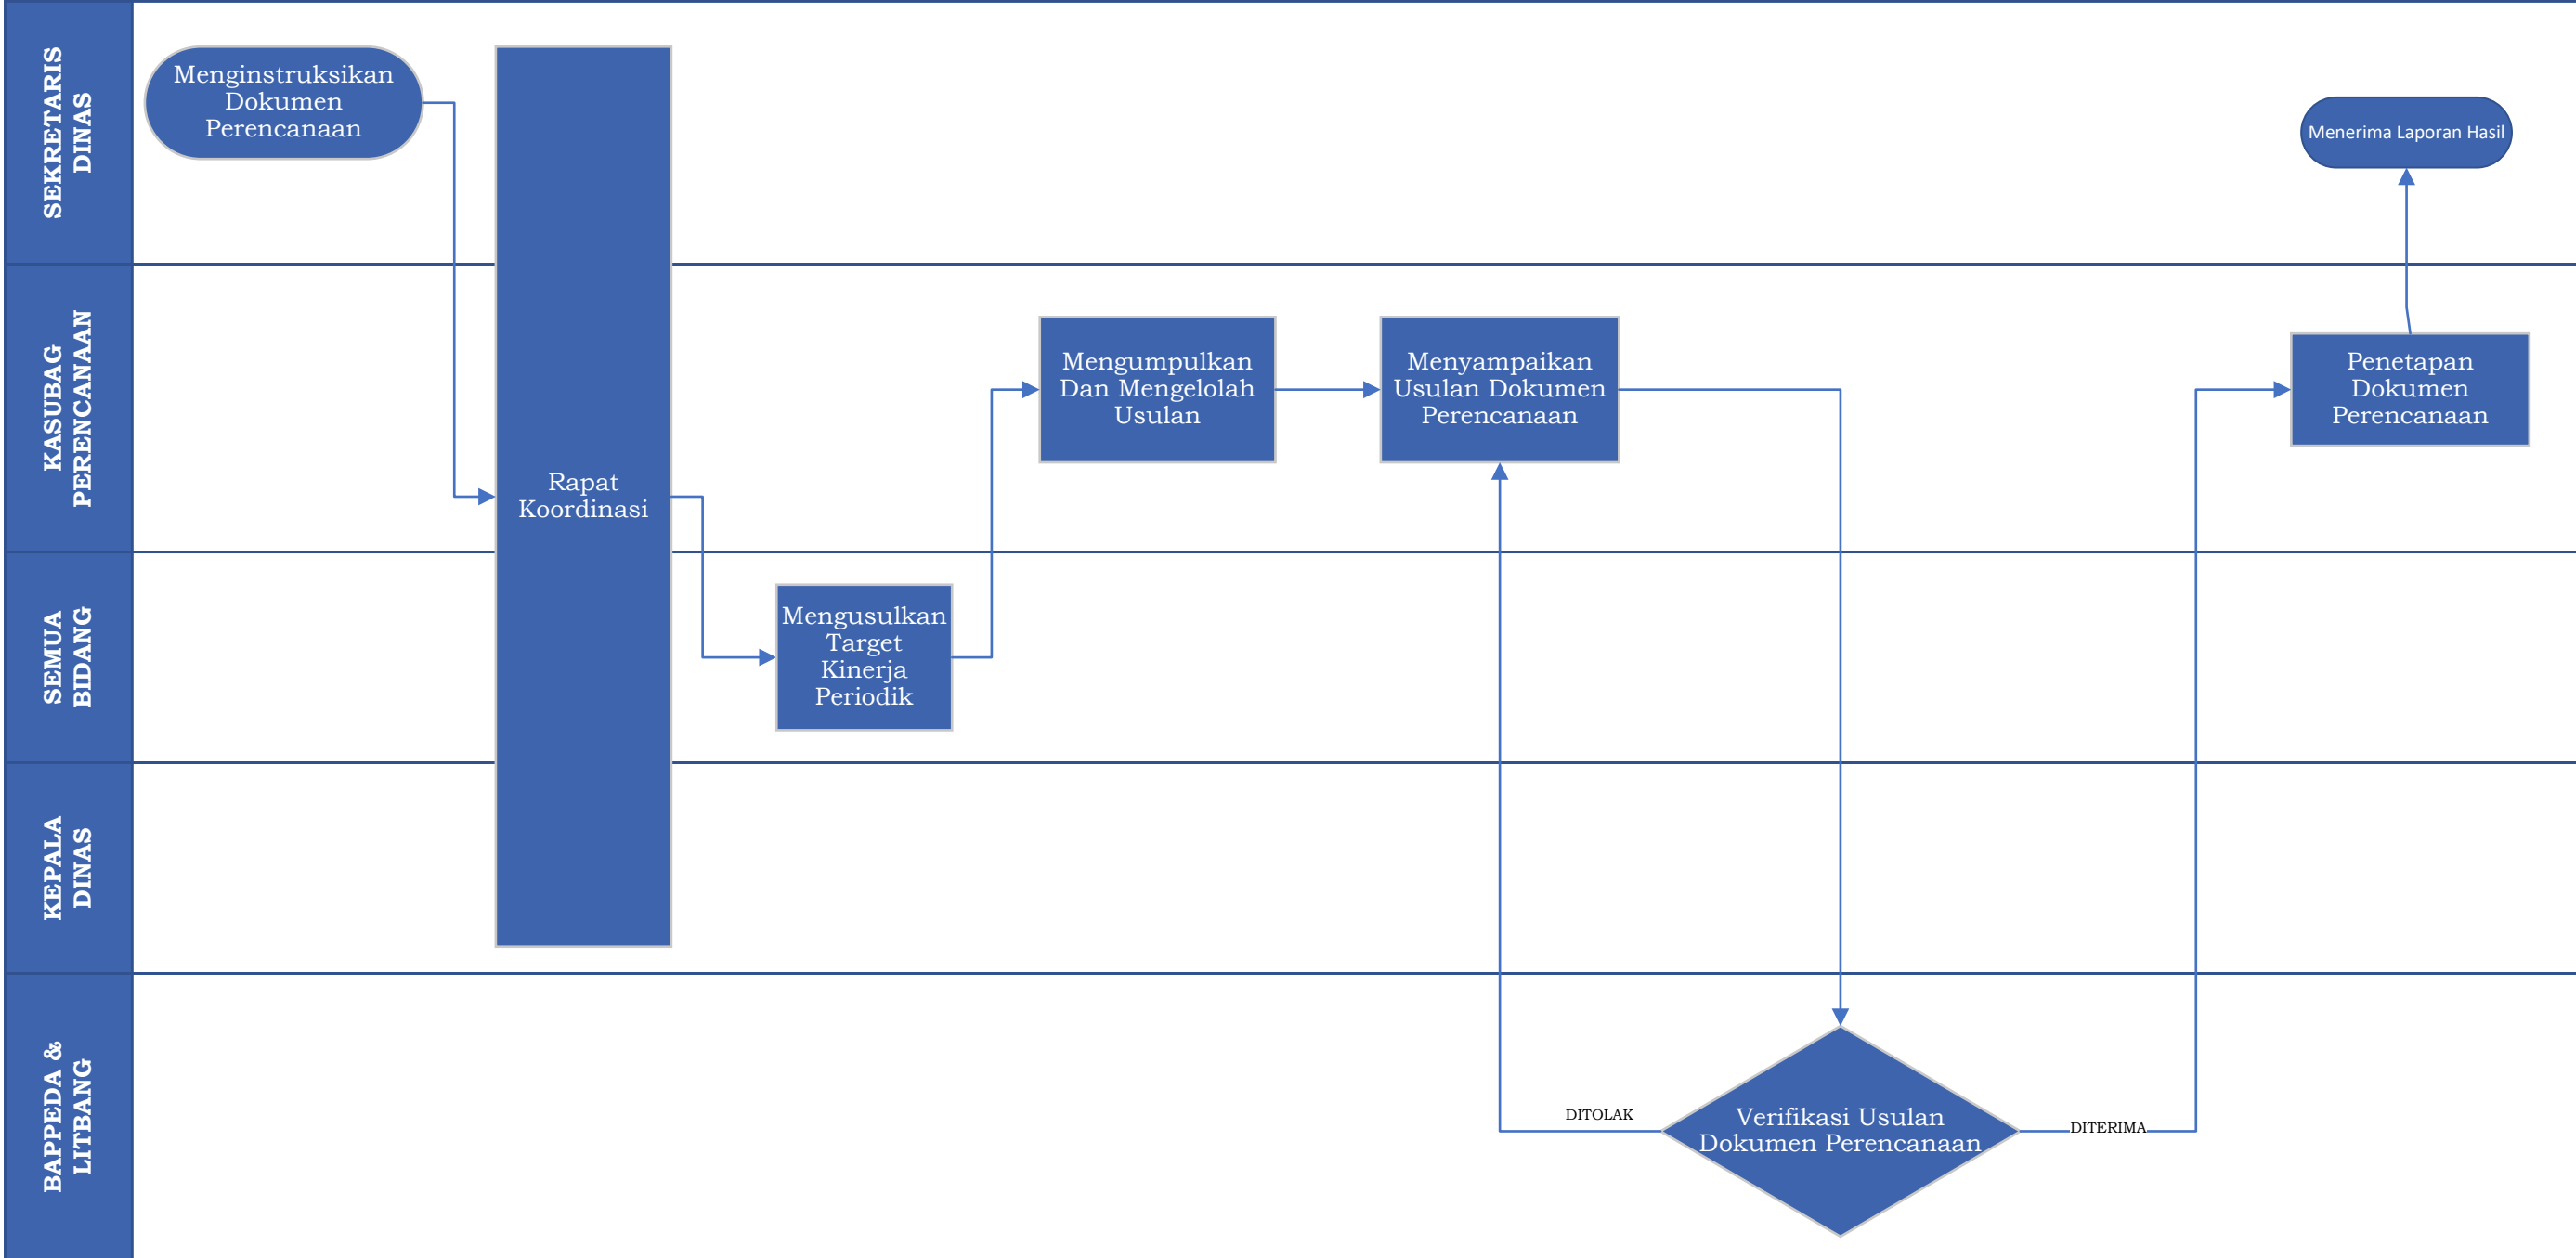 SEKRETARIS
DINAS
Menginstruksikan
Dokumen
Perencanaan
Menerima Laporan Hasil
KASUBAG
PERENCANAAN
Rapat
Koordinasi
Mengumpulkan
Dan Mengelolah
Usulan
Menyampaikan
Usulan Dokumen
Perencanaan
Penetapan
Dokumen
Perencanaan
SEMUA
BIDANG
Mengusulkan
Target
Kinerja
Periodik
KEPALA
DINAS
BAPPEDA &
LITBANG
DITOLAK
Verifikasi Usulan
Dokumen Perencanaan
DITERIMA